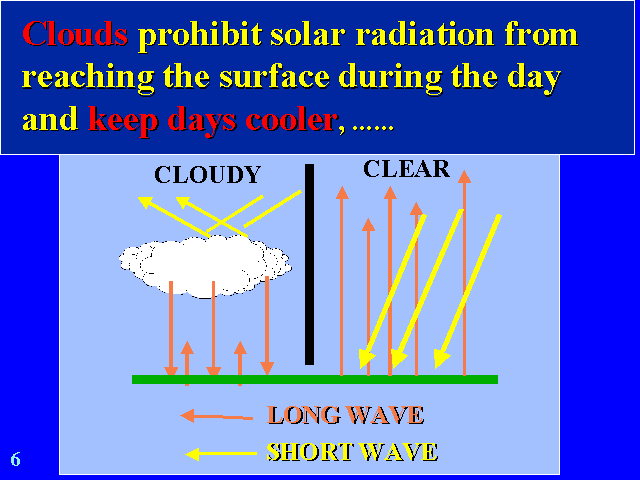 Clouds prohibit solar radiation from
reaching the surface during the day
and keep days cooler, ......
CLOUDY
CLEAR
LONG WAVE
SHORT WAVE
6